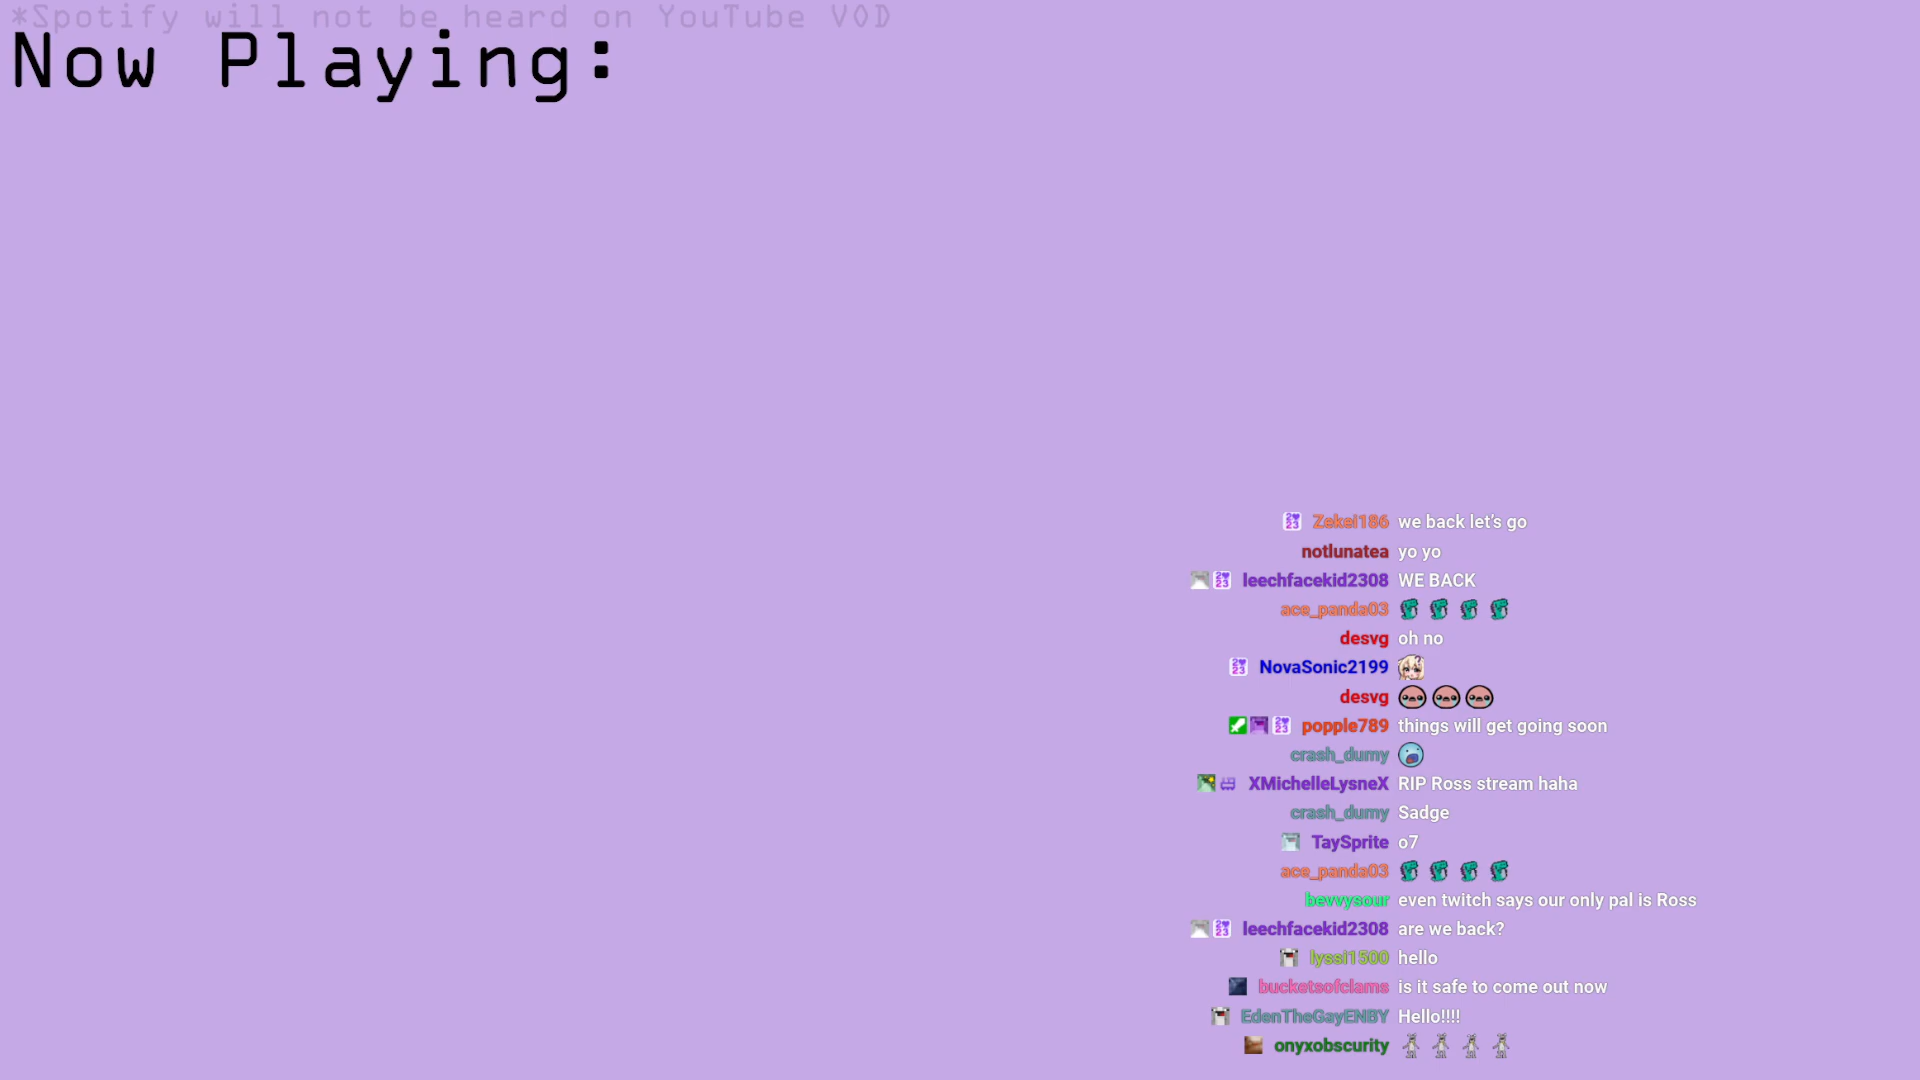 *Spotify will not be heard on YouTube VOD
Now Playing:
Zekei186 we back let's go
notlunatea yo yo
leechfacekid2308 WE BACK
ace_panda03
desvg oh no
NovaSonic2199
desvg
popple789 things will get going soon
crash_dumy
XMichelleLysneX RIP Ross stream haha
crash_dumy Sadge
TaySprite o7
ace_panda03
bevvysour even twitch says our only pal is Ross
leechfacekid2308 are we back?
lyssi1500 hello
bucketsofclams is it safe to come out now
EdenTheGayENBY Hello!!!!
onyxobscurity